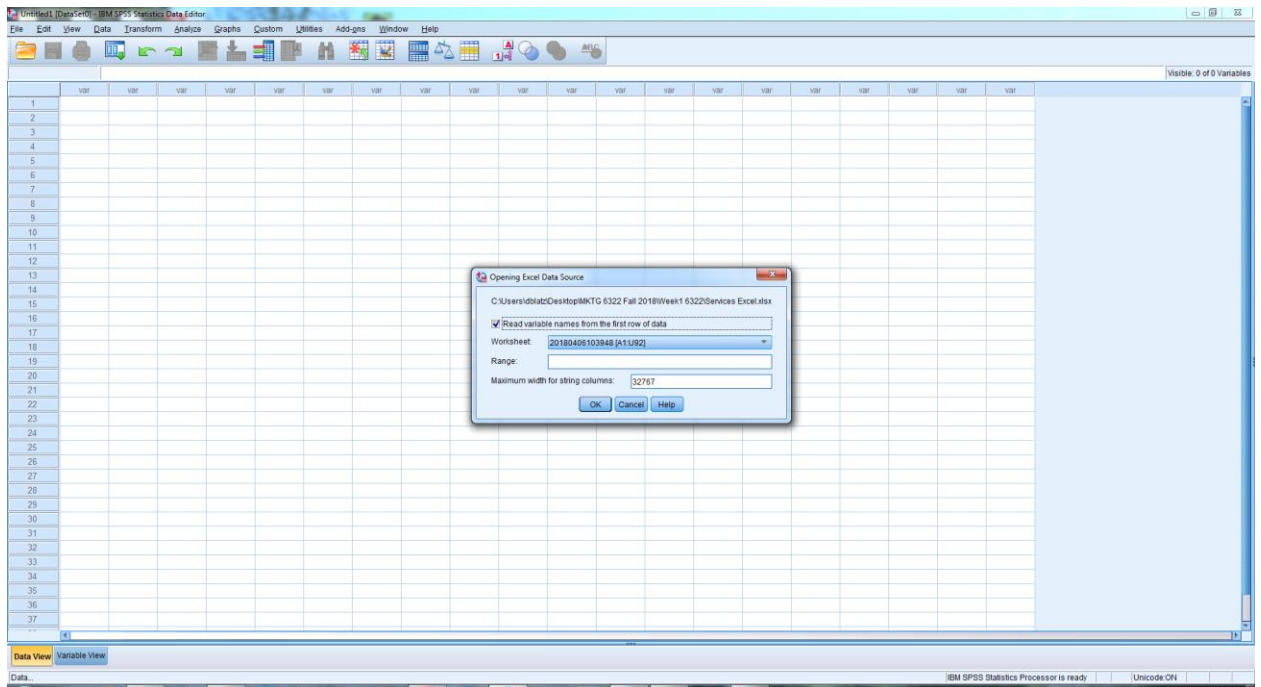 Untitled1 [DataSet0] - IBM SPSS Statistics Data Editor
File Edit View Data Transform Analyze Graphs Custom Utilities Add-ons Window Help
Visible: 0 of 0 Variables
var var var var var var var var var var var var var var var var var var var var
1
2
3
4
5
6
7
8
9
10
11
12
13
14
15
16
17
18
19
20
21
22
23
24
25
26
27
28
29
30
31
32
33
34
35
36
37
Opening Excel Data Source
C:\Users\dblatz\Desktop\MKTG 6322 Fall 2018\Week1 6322\Services Excel.xlsx
Read variable names from the first row of data
Worksheet: 20180406103948 [A1:U92]
Range:
Maximum width for string columns: 32767
OK Cancel Help
Data View Variable View
Data... IBM SPSS Statistics Processor is ready Unicode:ON